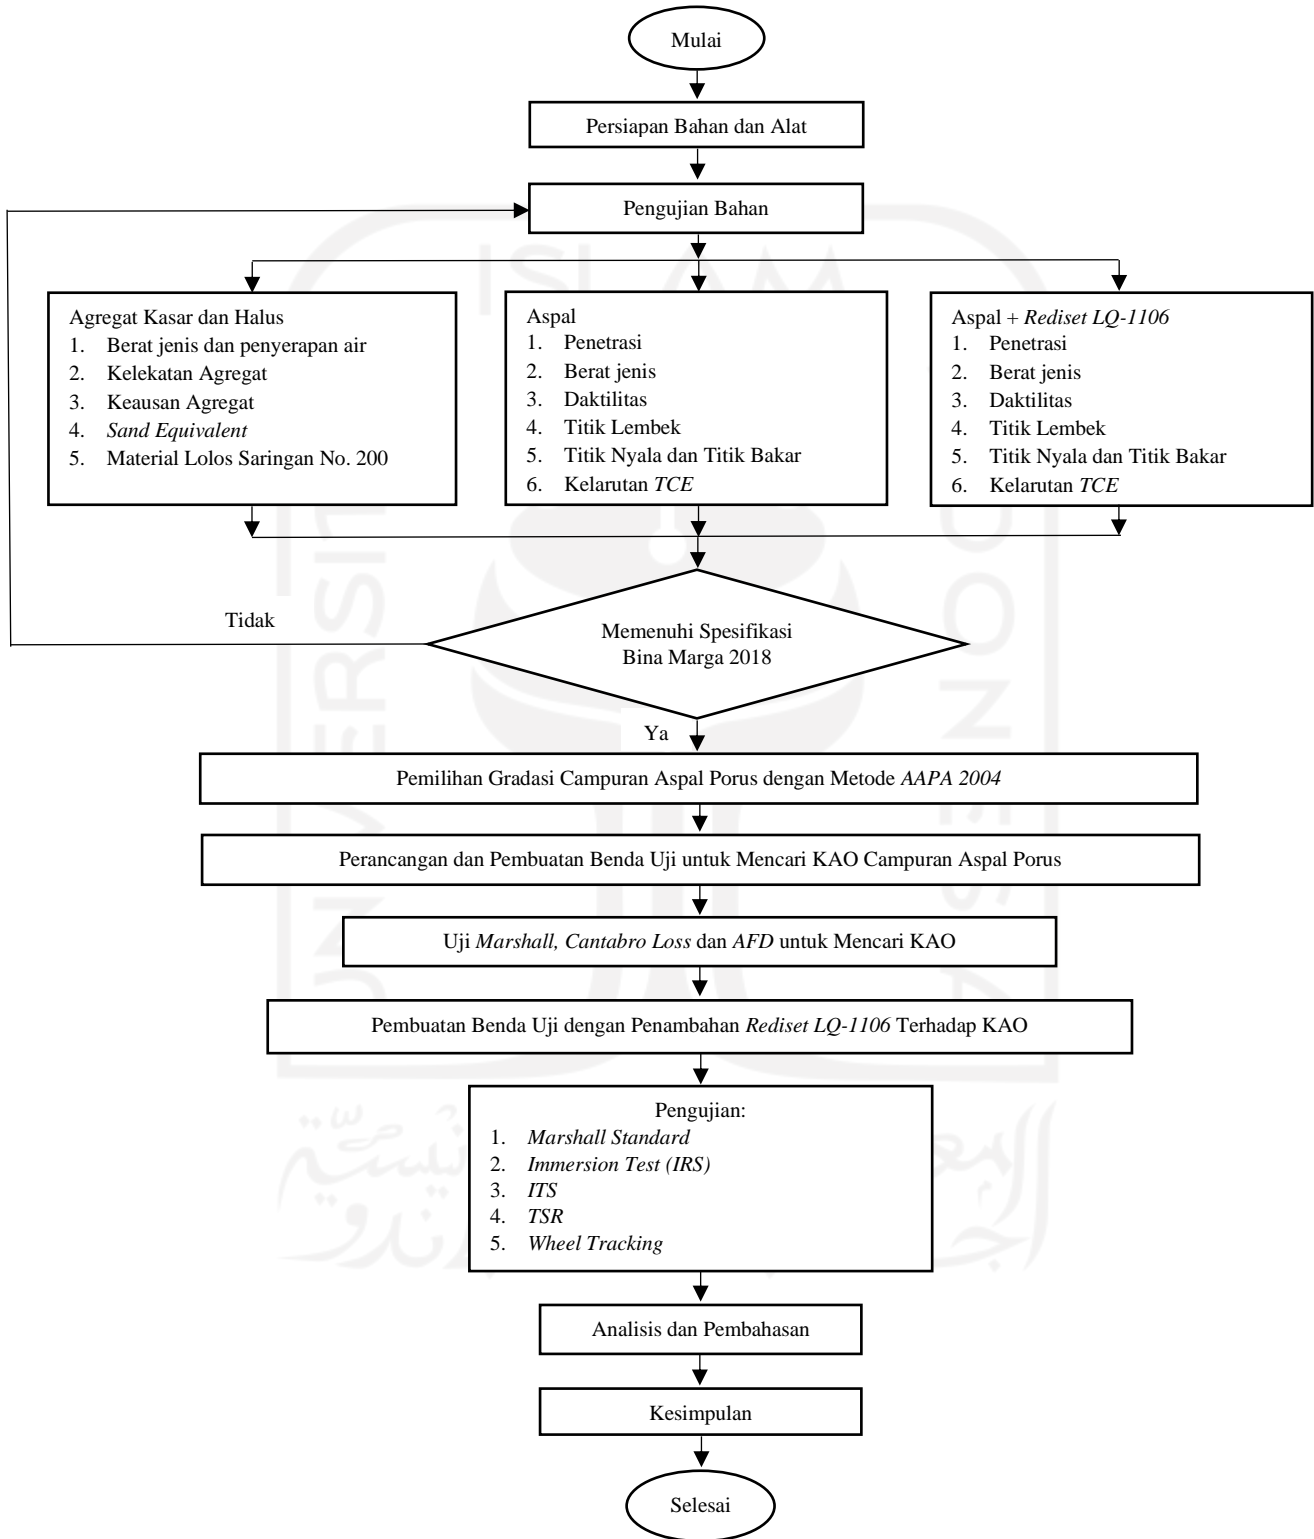 Mulai
Persiapan Bahan dan Alat
Pengujian Bahan
Agregat Kasar dan Halus
1. Berat jenis dan penyerapan air
2. Kelekatan Agregat
3. Keausan Agregat
4. Sand Equivalent
5. Material Lolos Saringan No. 200
Aspal
1. Penetrasi
2. Berat jenis
3. Daktilitas
4. Titik Lembek
5. Titik Nyala dan Titik Bakar
6. Kelarutan TCE
Aspal + Rediset LQ-1106
1. Penetrasi
2. Berat jenis
3. Daktilitas
4. Titik Lembek
5. Titik Nyala dan Titik Bakar
6. Kelarutan TCE
Tidak
Memenuhi Spesifikasi
Bina Marga 2018
Ya
Pemilihan Gradasi Campuran Aspal Porus dengan Metode AAPA 2004
Perancangan dan Pembuatan Benda Uji untuk Mencari KAO Campuran Aspal Porus
Uji Marshall, Cantabro Loss dan AFD untuk Mencari KAO
Pembuatan Benda Uji dengan Penambahan Rediset LQ-1106 Terhadap KAO
Pengujian:
1. Marshall Standard
2. Immersion Test (IRS)
3. ITS
4. TSR
5. Wheel Tracking
Analisis dan Pembahasan
Kesimpulan
Selesai